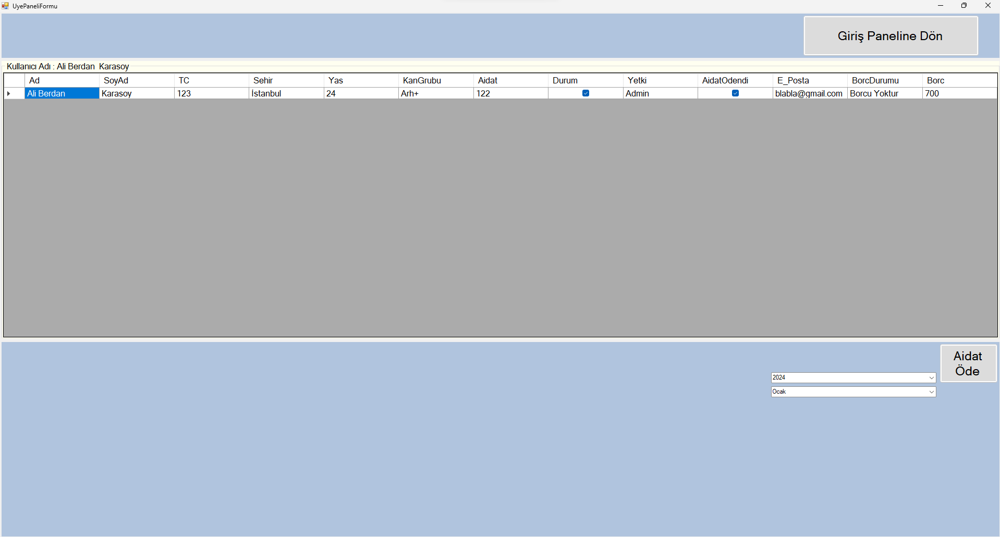 UyePaneliFormu
Giriş Paneline Dön
Kullanıcı Adı : Ali Berdan  Karasoy
Ad SoyAd TC Sehir Yas KanGrubu Aidat Durum Yetki AidatOdendi E_Posta BorcDurumu Borc
Ali Berdan Karasoy 123 İstanbul 24 Arh+ 122 Admin blabla@gmail.com Borcu Yoktur 700
Aidat
Öde
2024
Ocak